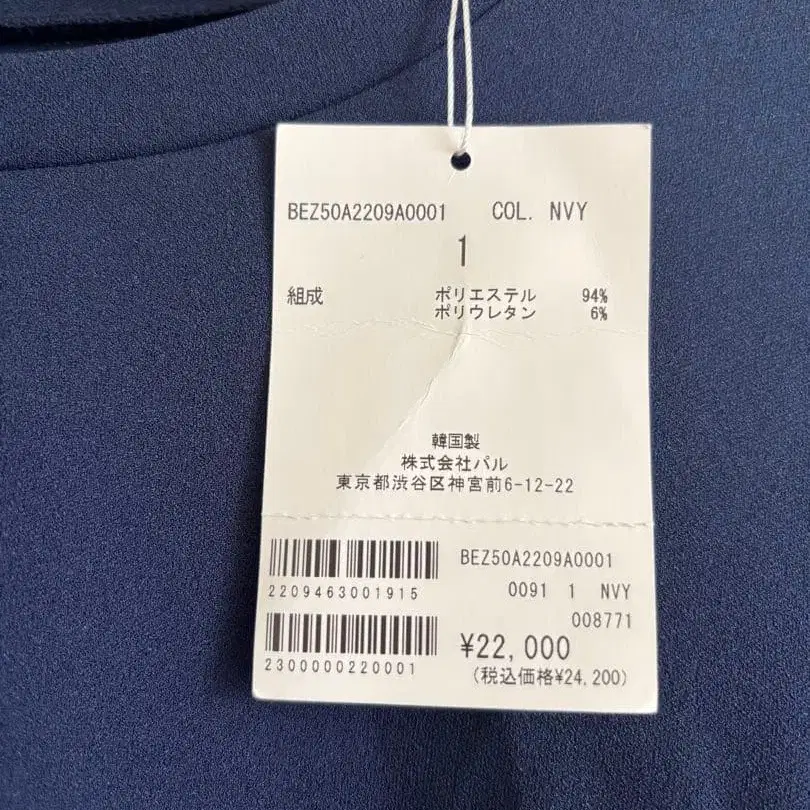 BEZ50A2209A0001 COL. NVY
1
組成 ポリエステル 94%
ポリウレタン 6%
韓国製
株式会社パル
東京都渋谷区神宮前6-12-22
BEZ50A2209A0001
2209463001915 0091 1 NVY
008771
¥22,000
2300000220001 (税込価格¥24,200)